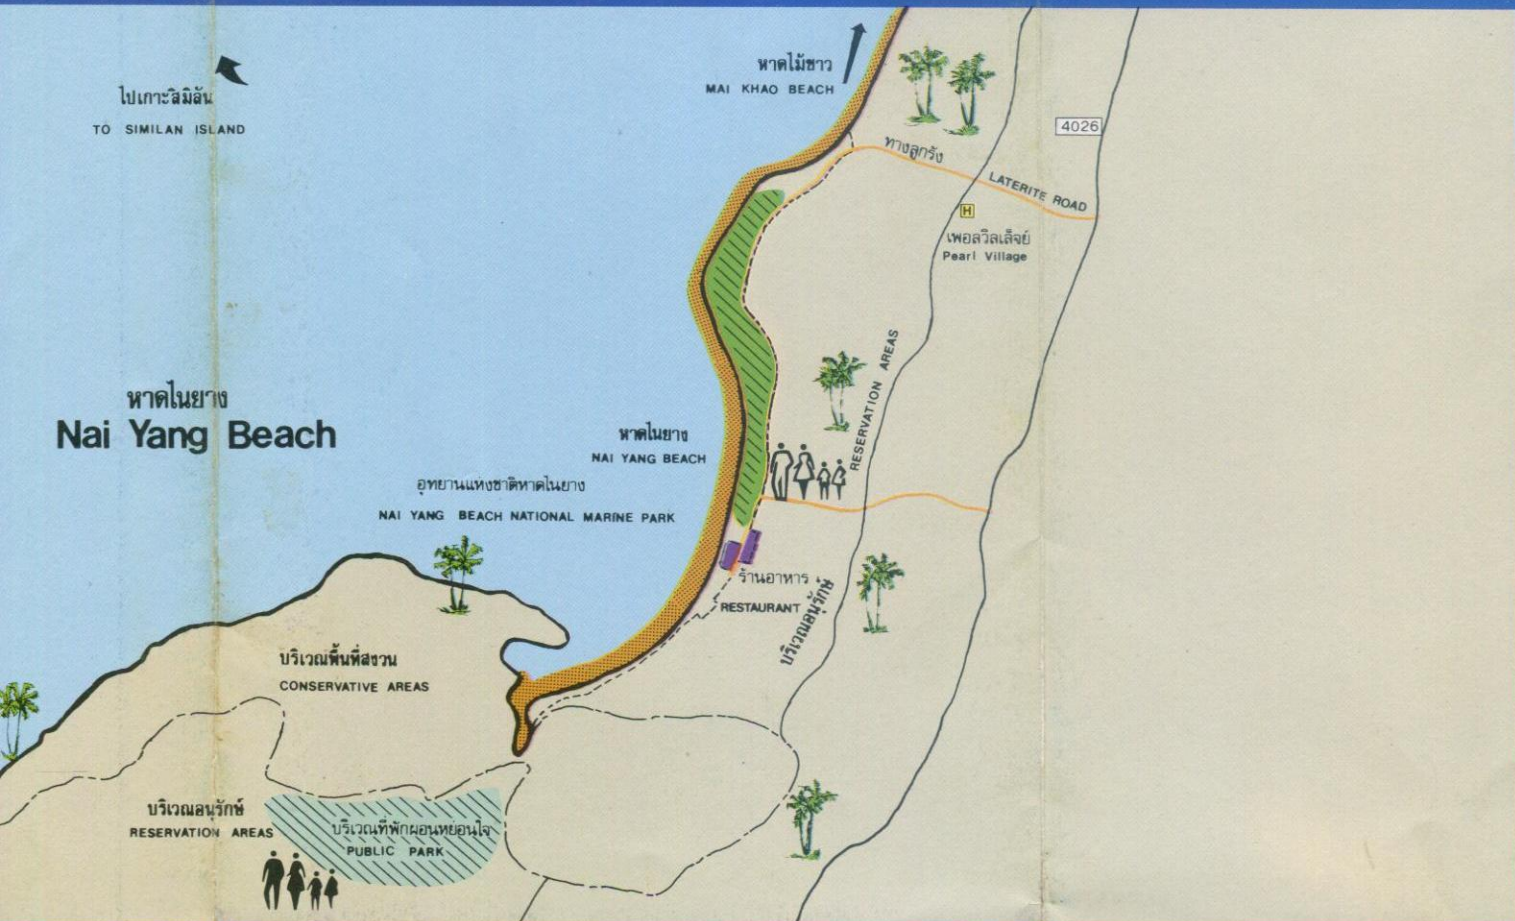 หาดไม้ขาว
MAI KHAO BEACH
ไปเกาะสิมิลัน
TO SIMILAN ISLAND
4026
ทางลูกรัง
LATERITE ROAD
H
เพอลวิลเล็จย์
Pearl Village
RESERVATION AREAS
หาดไนยาง
Nai Yang Beach
หาดไนยาง
NAI YANG BEACH
อุทยานแห่งชาติหาดไนยาง
NAI YANG BEACH NATIONAL MARINE PARK
ร้านอาหาร
RESTAURANT
บริเวณอนุรักษ์
บริเวณพื้นที่สงวน
CONSERVATIVE AREAS
บริเวณอนุรักษ์
RESERVATION AREAS
บริเวณที่พักผอนหย่อนใจ
PUBLIC PARK